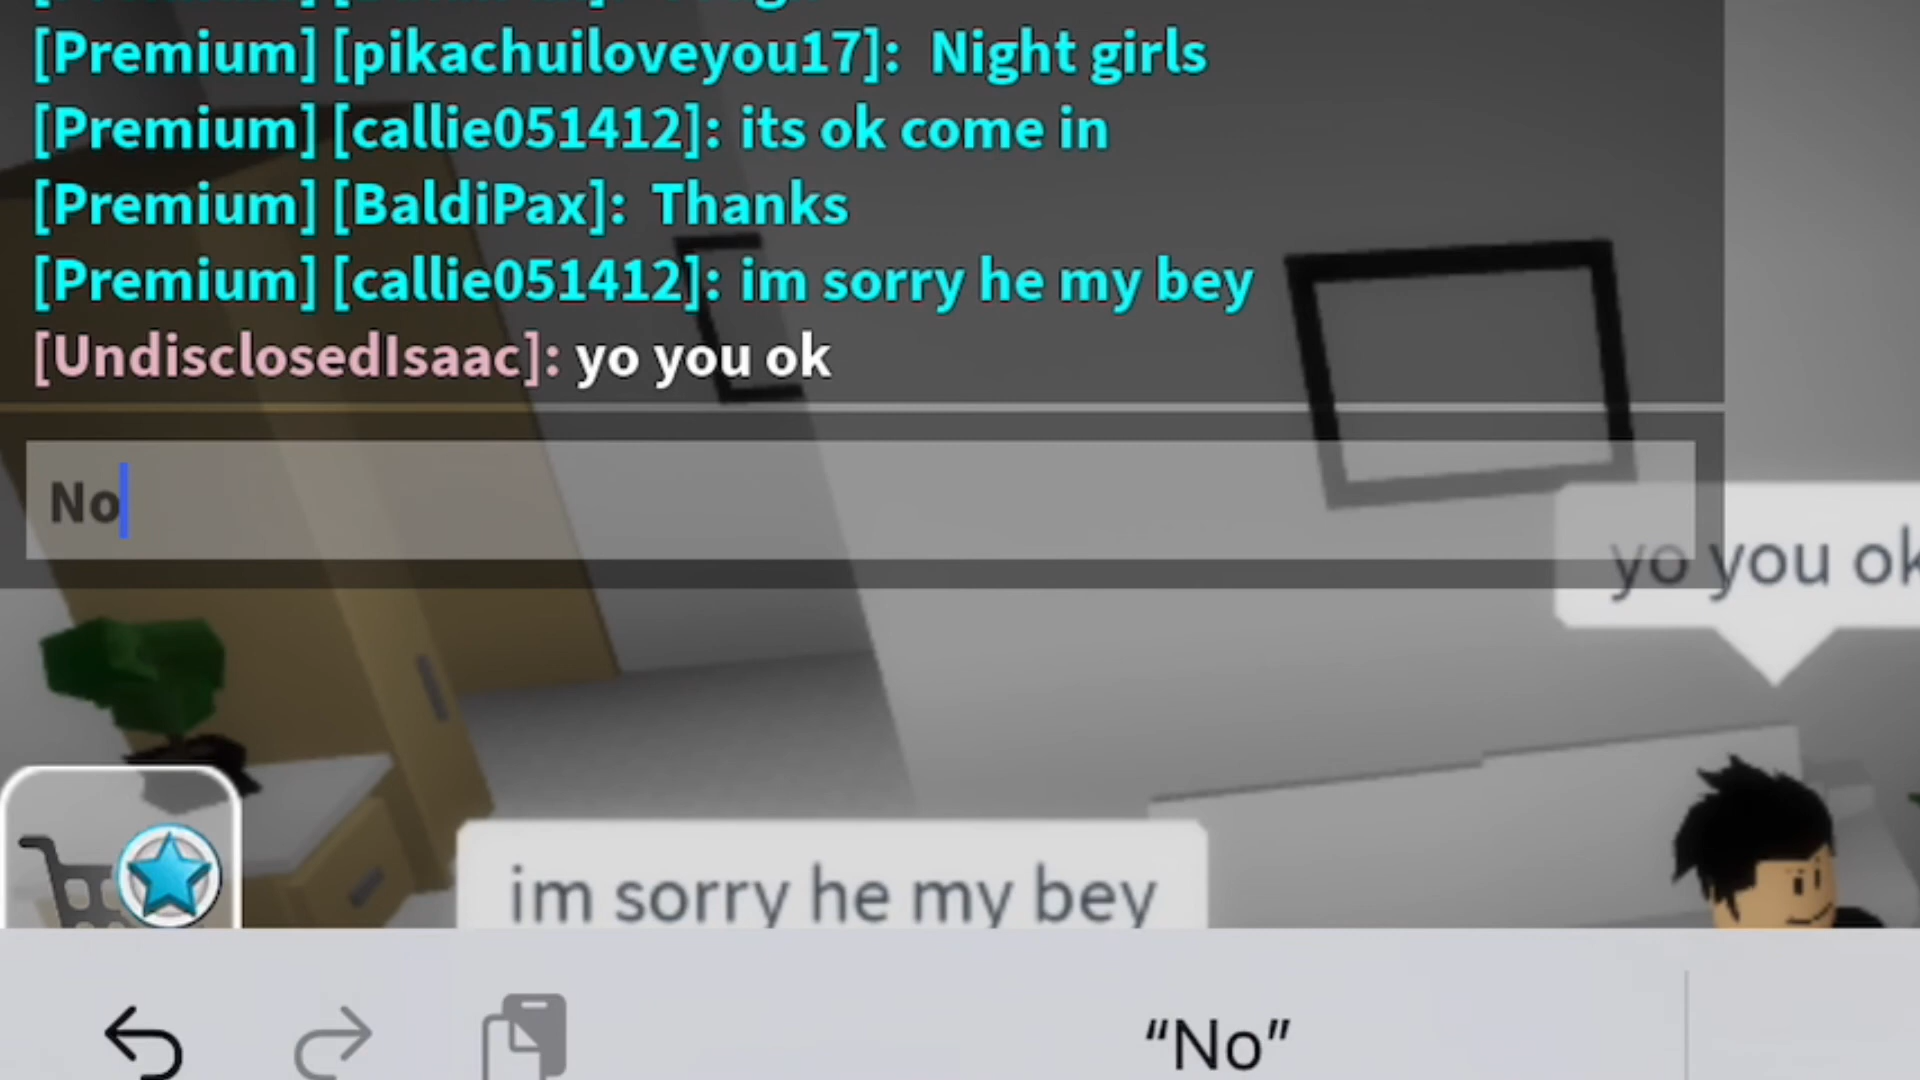 [Premium] [pikachuiloveyou17]: Night girls
[Premium] [callie051412]: its ok come in
[Premium] [BaldiPax]: Thanks
[Premium] [callie051412]: im sorry he my bey
[UndisclosedIsaac]: yo you ok
No
yo you ok
im sorry he my bey
“No”